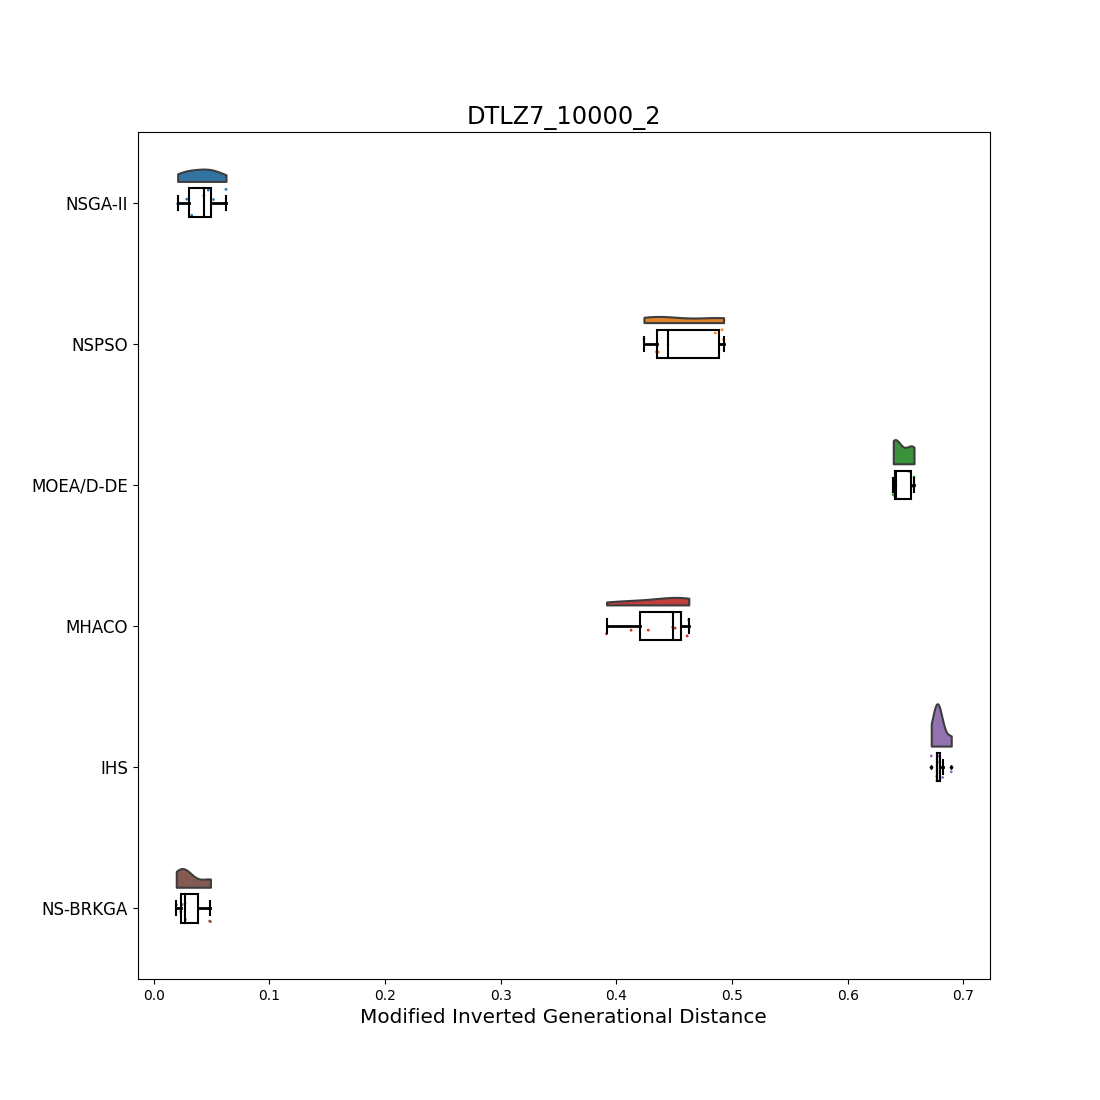 DTLZ7_10000_2
NSGA-II
NSPSO
MOEA/D-DE
MHACO
IHS
NS-BRKGA
0.0 0.1 0.2 0.3 0.4 0.5 0.6 0.7
Modified Inverted Generational Distance